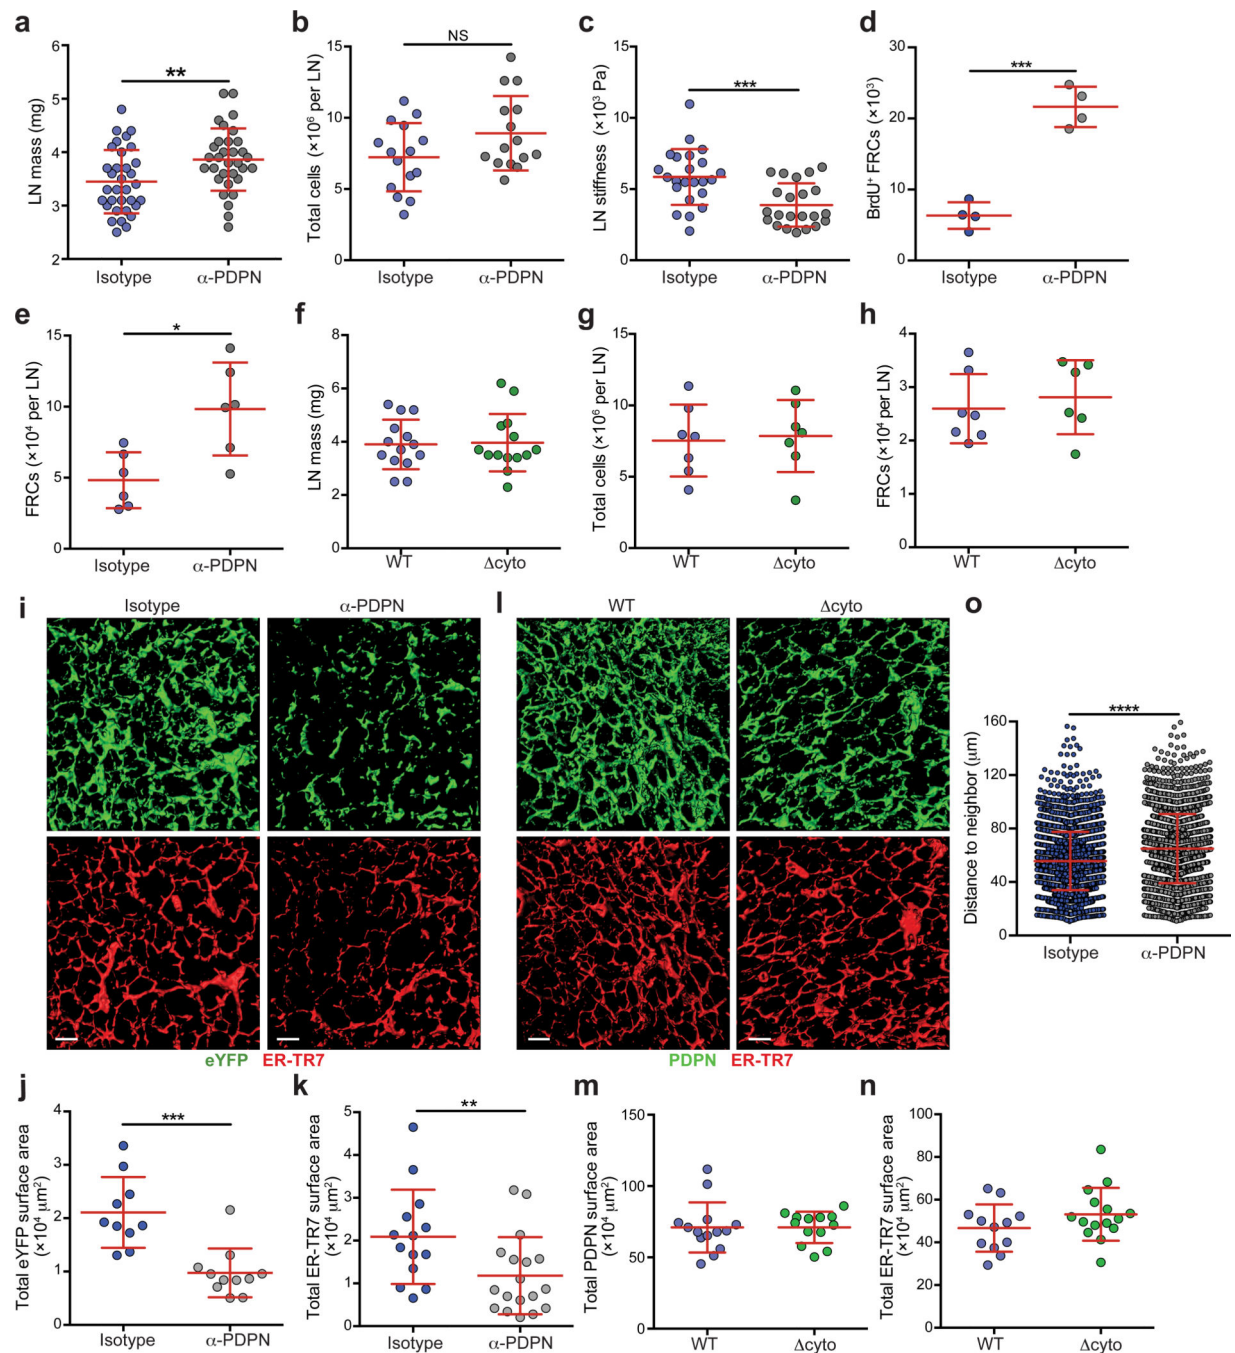 a
LN mass (mg)
6
5
4
3
2
**
Isotype
α-PDPN
b
Total cells (×10⁶ per LN)
15
10
5
0
NS
Isotype
α-PDPN
c
LN stiffness (×10³ Pa)
15
10
5
0
***
Isotype
α-PDPN
d
BrdU⁺ FRCs (×10³)
30
20
10
0
***
Isotype
α-PDPN
e
FRCs (×10⁴ per LN)
15
10
5
0
*
Isotype
α-PDPN
f
LN mass (mg)
8
6
4
2
0
WT
Δcyto
g
Total cells (×10⁶ per LN)
15
10
5
0
WT
Δcyto
h
FRCs (×10⁴ per LN)
4
3
2
1
0
WT
Δcyto
i
Isotype
α-PDPN
eYFP ER-TR7
l
WT
Δcyto
PDPN ER-TR7
o
Distance to neighbor (μm)
160
120
80
40
0
****
Isotype
α-PDPN
j
Total eYFP surface area
(×10⁴ μm²)
4
3
2
1
0
***
Isotype
α-PDPN
k
Total ER-TR7 surface area
(×10⁴ μm²)
5
4
3
2
1
0
**
Isotype
α-PDPN
m
Total PDPN surface area
(×10⁴ μm²)
150
100
50
0
WT
Δcyto
n
Total ER-TR7 surface area
(×10⁴ μm²)
100
80
60
40
20
0
WT
Δcyto